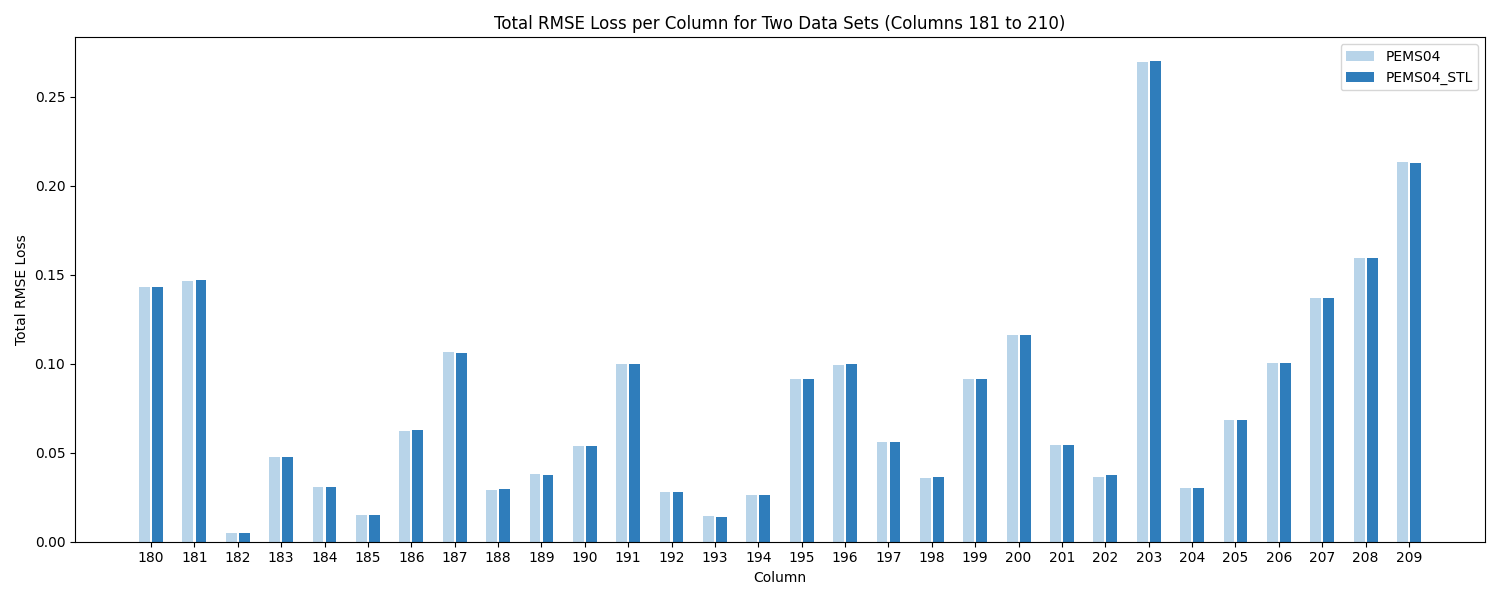 Total RMSE Loss per Column for Two Data Sets (Columns 181 to 210)
PEMS04
PEMS04_STL
Total RMSE Loss
0.25
0.20
0.15
0.10
0.05
0.00
180 181 182 183 184 185 186 187 188 189 190 191 192 193 194 195 196 197 198 199 200 201 202 203 204 205 206 207 208 209
Column